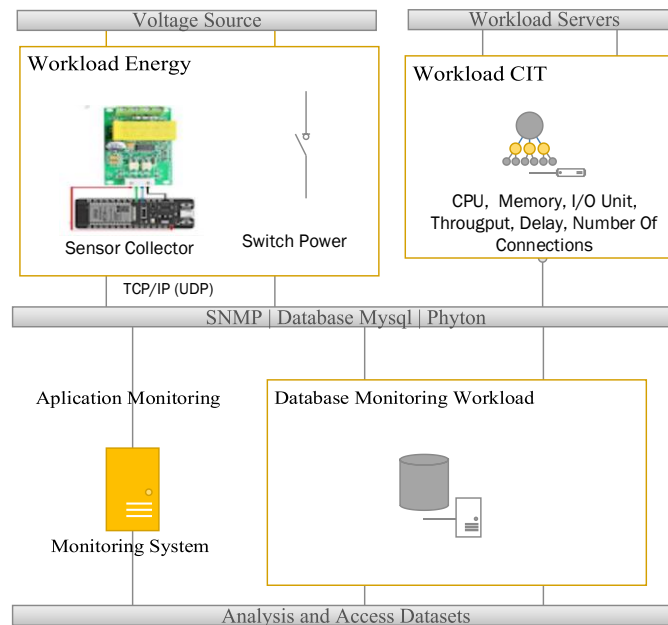 Voltage Source
Workload Servers
Workload Energy
Workload CIT
Sensor Collector
Switch Power
CPU, Memory, I/O Unit,
Througput, Delay, Number Of
Connections
TCP/IP (UDP)
SNMP | Database Mysql | Phyton
Aplication Monitoring
Database Monitoring Workload
Monitoring System
Analysis and Access Datasets